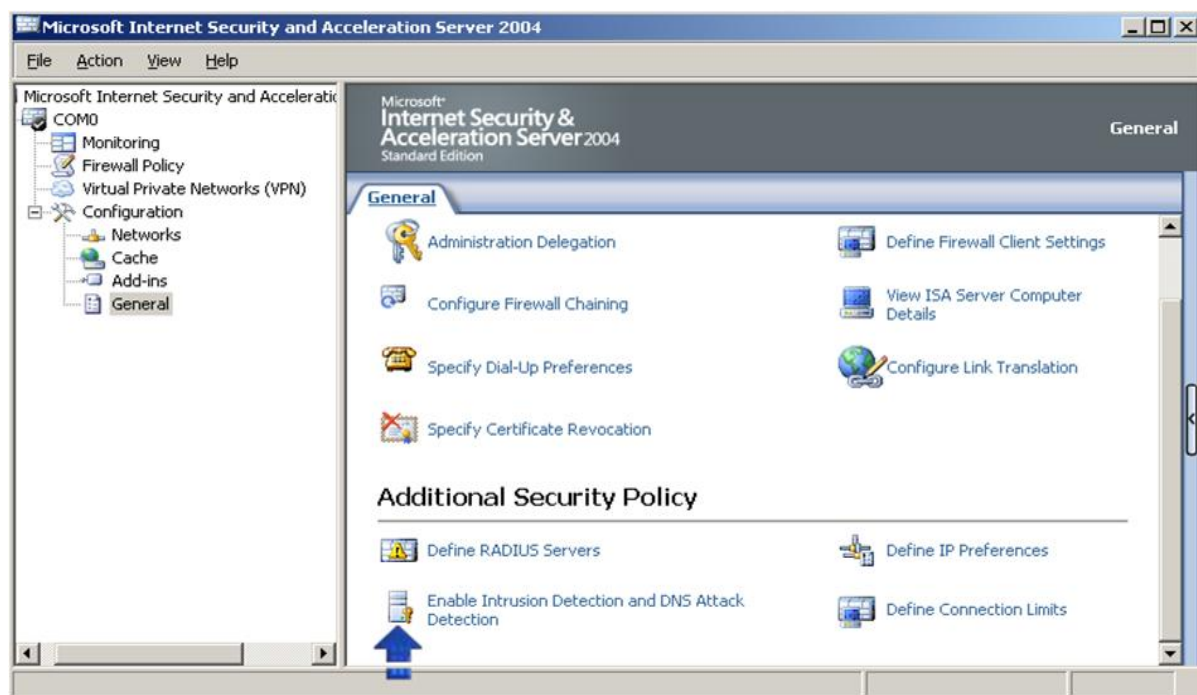 Microsoft Internet Security and Acceleration Server 2004
File Action View Help
Microsoft Internet Security and Acceleratic
COM0
Monitoring
Firewall Policy
Virtual Private Networks (VPN)
Configuration
Networks
Cache
Add-ins
General
Microsoft
Internet Security &
Acceleration Server 2004
Standard Edition
General
General
Administration Delegation
Define Firewall Client Settings
Configure Firewall Chaining
View ISA Server Computer
Details
Specify Dial-Up Preferences
Configure Link Translation
Specify Certificate Revocation
Additional Security Policy
Define RADIUS Servers
Define IP Preferences
Enable Intrusion Detection and DNS Attack
Detection
Define Connection Limits